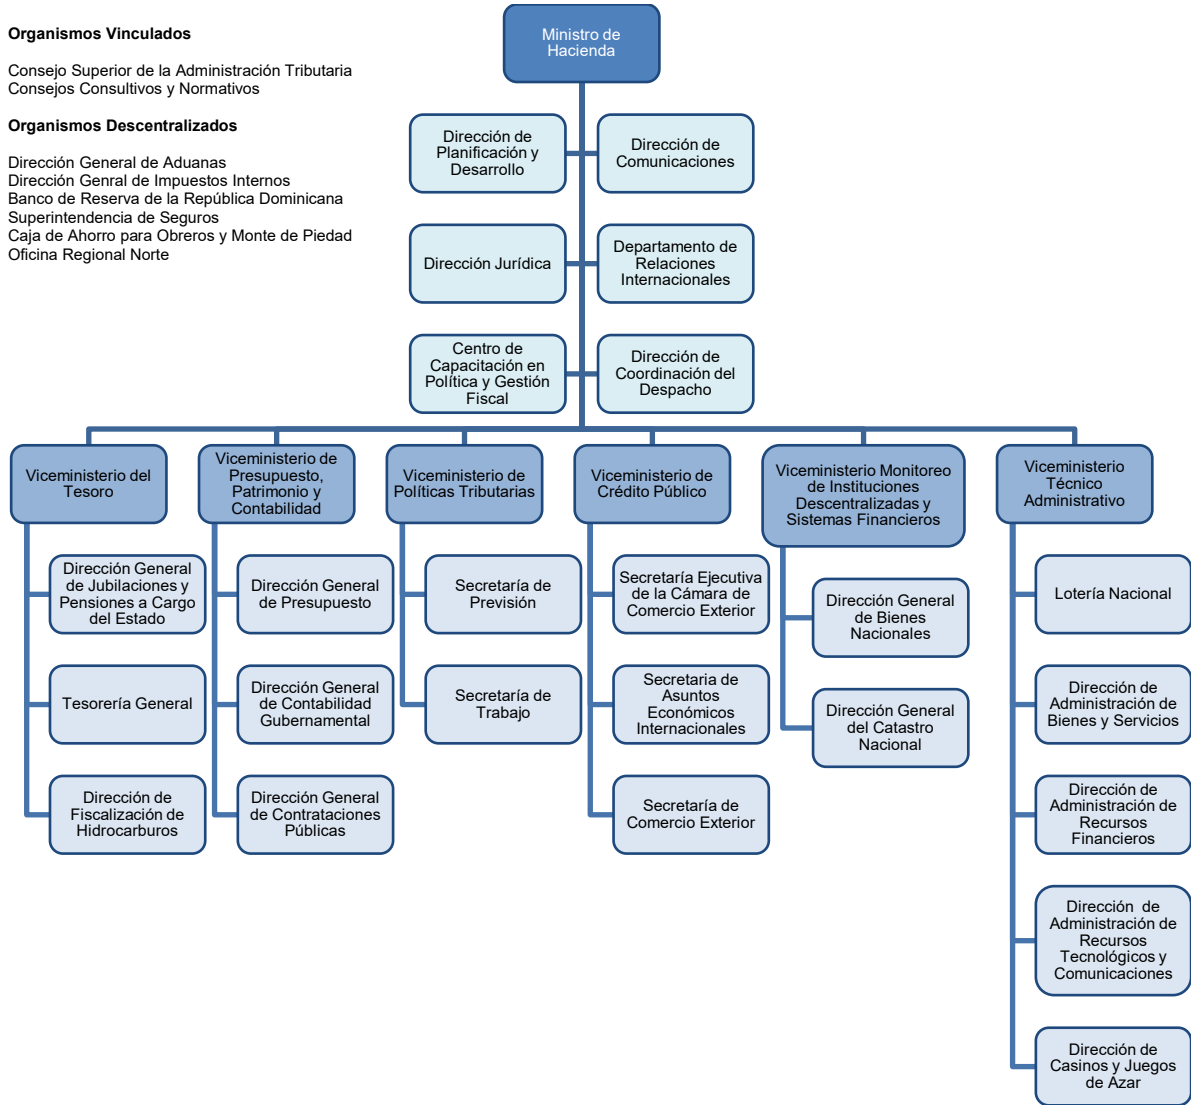 Organismos Vinculados
Consejo Superior de la Administración Tributaria
Consejos Consultivos y Normativos
Organismos Descentralizados
Dirección General de Aduanas
Dirección Genral de Impuestos Internos
Banco de Reserva de la República Dominicana
Superintendencia de Seguros
Caja de Ahorro para Obreros y Monte de Piedad
Oficina Regional Norte
Ministro de
Hacienda
Dirección de
Planificación y
Desarrollo
Dirección de
Comunicaciones
Dirección Jurídica
Departamento de
Relaciones
Internacionales
Centro de
Capacitación en
Política y Gestión
Fiscal
Dirección de
Coordinación del
Despacho
Viceministerio del
Tesoro
Dirección General
de Jubilaciones y
Pensiones a Cargo
del Estado
Tesorería General
Dirección de
Fiscalización de
Hidrocarburos
Viceministerio de
Presupuesto,
Patrimonio y
Contabilidad
Dirección General
de Presupuesto
Dirección General
de Contabilidad
Gubernamental
Dirección General
de Contrataciones
Públicas
Viceministerio de
Políticas Tributarias
Secretaría de
Previsión
Secretaría de
Trabajo
Viceministerio de
Crédito Público
Secretaría Ejecutiva
de la Cámara de
Comercio Exterior
Secretaria de
Asuntos
Económicos
Internacionales
Secretaría de
Comercio Exterior
Viceministerio Monitoreo
de Instituciones
Descentralizadas y
Sistemas Financieros
Dirección General
de Bienes
Nacionales
Dirección General
del Catastro
Nacional
Viceministerio
Técnico
Administrativo
Lotería Nacional
Dirección de
Administración de
Bienes y Servicios
Dirección de
Administración de
Recursos
Financieros
Dirección  de
Administración de
Recursos
Tecnológicos y
Comunicaciones
Dirección de
Casinos y Juegos
de Azar